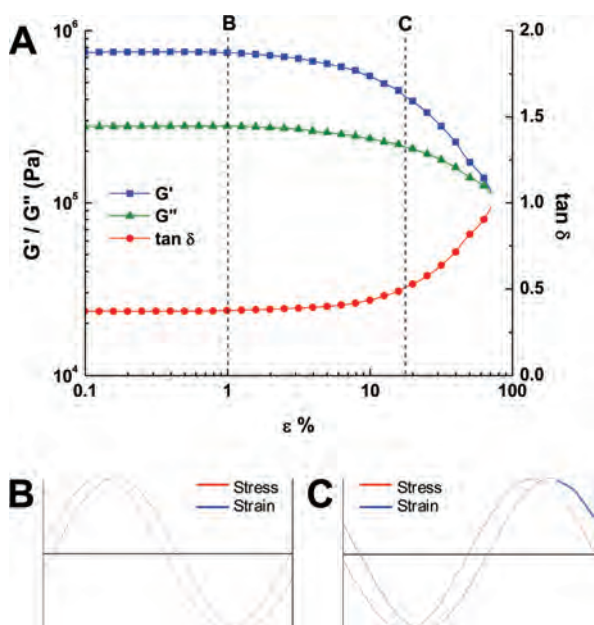 A
B
C
10⁶
10⁵
10⁴
G' / G" (Pa)
G'
G"
tan δ
2.0
1.5
1.0
0.5
0.0
tan δ
0.1
1
10
100
ε %
B
Stress
Strain
C
Stress
Strain